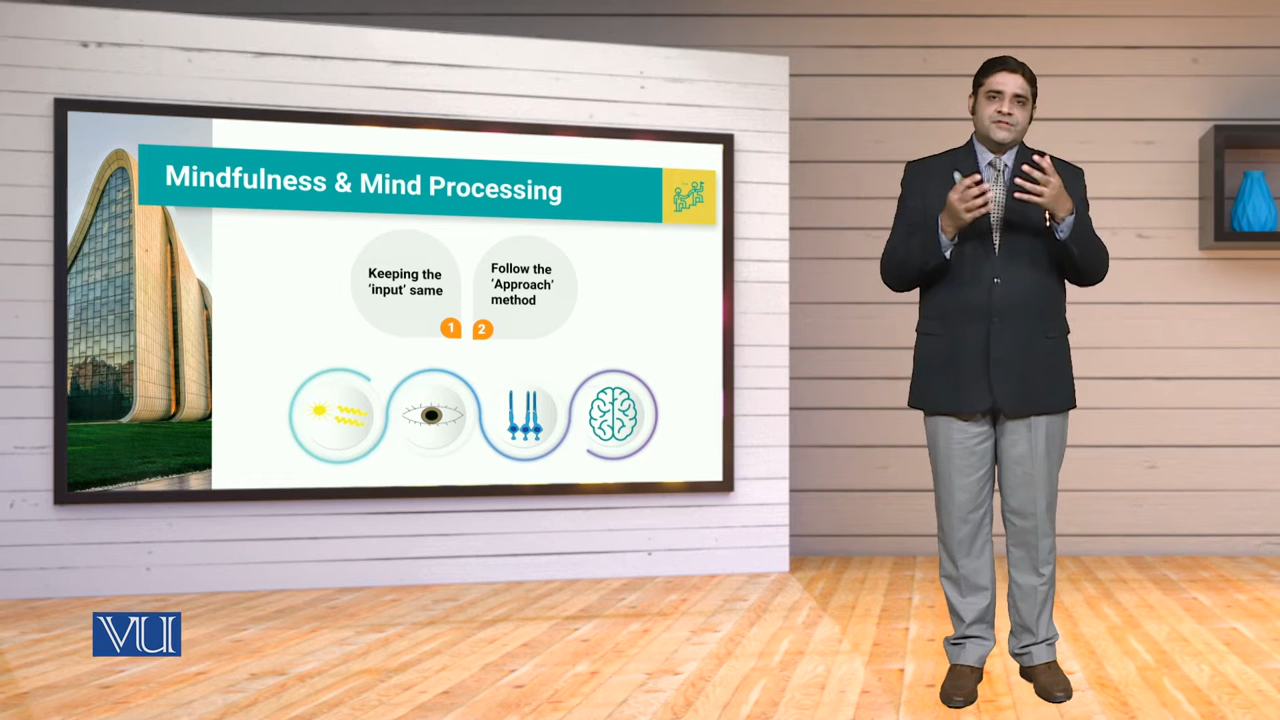 Mindfulness & Mind Processing
Keeping the
‘input’ same
1
Follow the
‘Approach’
method
2
VU